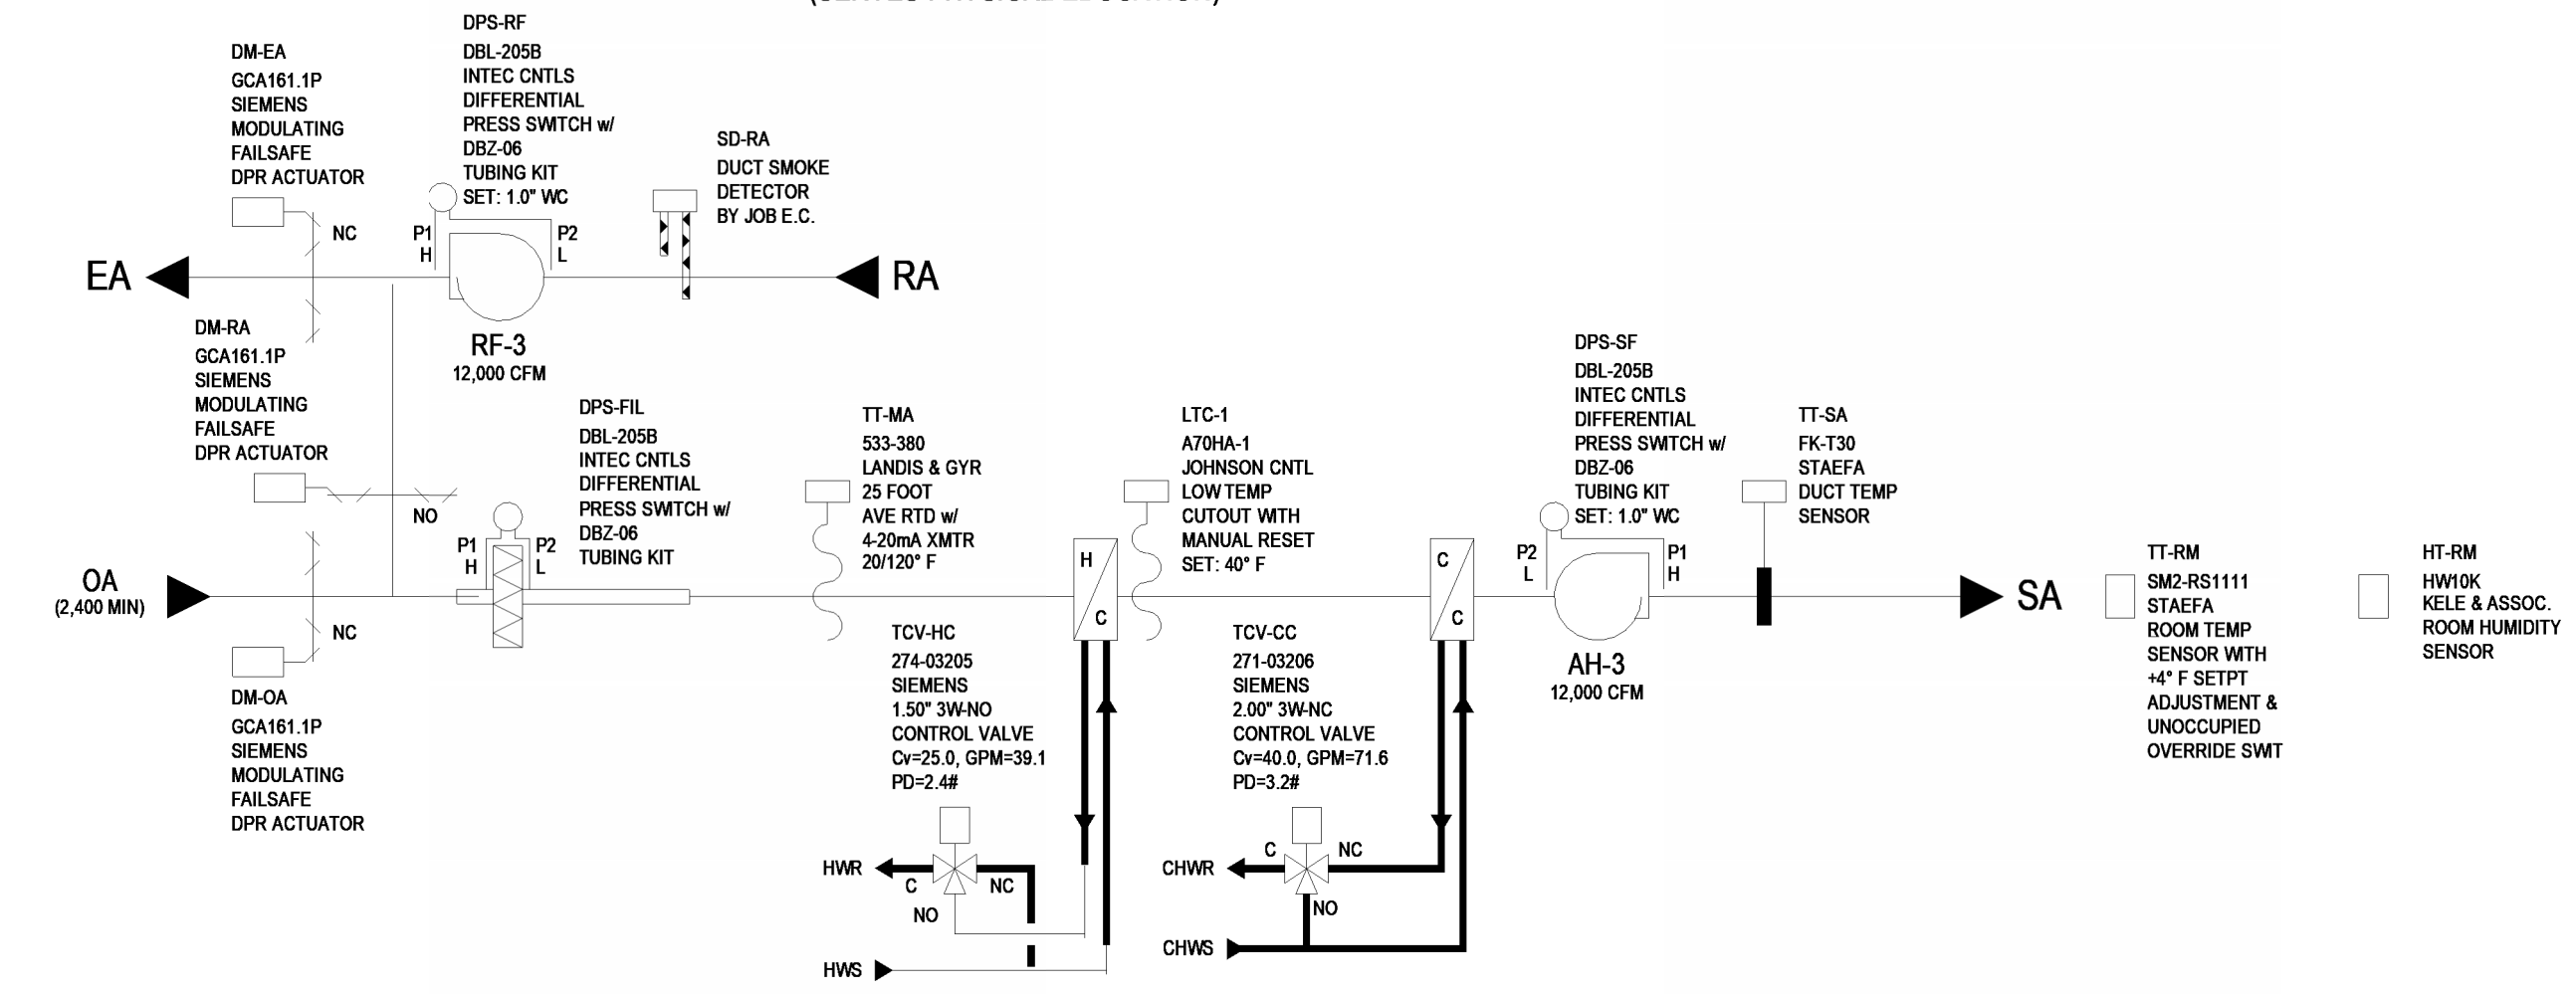 DPS-RF
DBL-205B
INTEC CNTLS
DIFFERENTIAL
PRESS SWITCH w/
DBZ-06
TUBING KIT
SET: 1.0" WC
DM-EA
GCA161.1P
SIEMENS
MODULATING
FAILSAFE
DPR ACTUATOR
SD-RA
DUCT SMOKE
DETECTOR
BY JOB E.C.
NC
P1
H
P2
L
EA
RA
RF-3
12,000 CFM
DM-RA
GCA161.1P
SIEMENS
MODULATING
FAILSAFE
DPR ACTUATOR
NO
DPS-FIL
DBL-205B
INTEC CNTLS
DIFFERENTIAL
PRESS SWITCH w/
DBZ-06
TUBING KIT
P1
H
P2
L
TT-MA
533-380
LANDIS & GYR
25 FOOT
AVE RTD w/
4-20mA XMTR
20/120° F
LTC-1
A70HA-1
JOHNSON CNTL
LOW TEMP
CUTOUT WITH
MANUAL RESET
SET: 40° F
DPS-SF
DBL-205B
INTEC CNTLS
DIFFERENTIAL
PRESS SWITCH w/
DBZ-06
TUBING KIT
SET: 1.0" WC
P2
L
P1
H
TT-SA
FK-T30
STAEFA
DUCT TEMP
SENSOR
OA
(2,400 MIN)
NC
H
C
C
C
SA
AH-3
12,000 CFM
TT-RM
SM2-RS1111
STAEFA
ROOM TEMP
SENSOR WITH
+4° F SETPT
ADJUSTMENT &
UNOCCUPIED
OVERRIDE SWIT
HT-RM
HW10K
KELE & ASSOC.
ROOM HUMIDITY
SENSOR
DM-OA
GCA161.1P
SIEMENS
MODULATING
FAILSAFE
DPR ACTUATOR
TCV-HC
274-03205
SIEMENS
1.50" 3W-NO
CONTROL VALVE
Cv=25.0, GPM=39.1
PD=2.4#
HWR
C
NC
NO
HWS
TCV-CC
271-03206
SIEMENS
2.00" 3W-NC
CONTROL VALVE
Cv=40.0, GPM=71.6
PD=3.2#
CHWR
C
NC
NO
CHWS